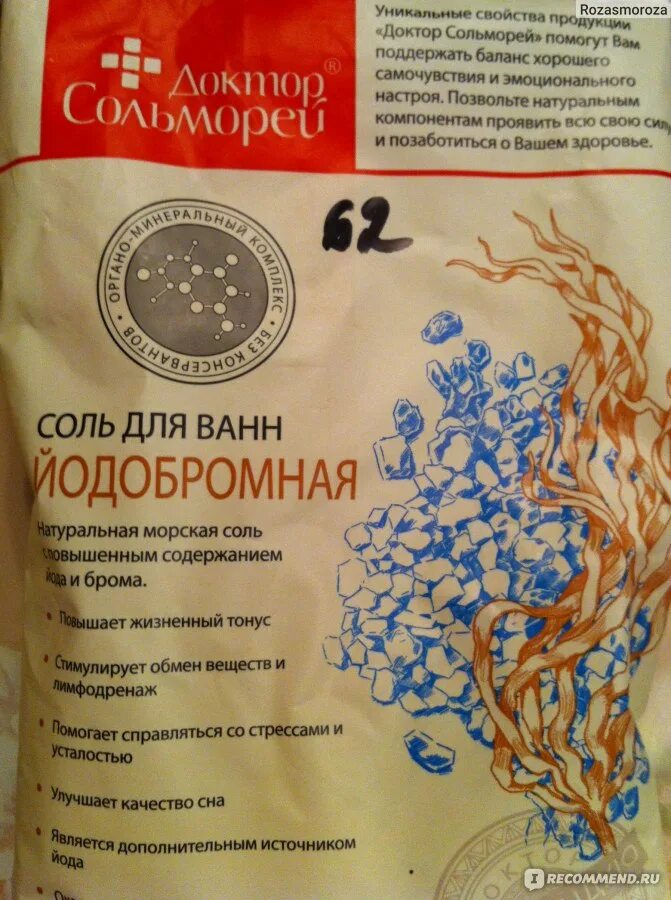 Rozasmoroza
Уникальные свойства продукции
«Доктор Сольморей» помогут Вам
поддержать баланс хорошего
самочувствия и эмоционального
настроя. Позвольте натуральным
компонентам проявить всю свою силу
и позаботиться о Вашем здоровье.
Доктор®
Сольморей
62
ОРГАНО-МИНЕРАЛЬНЫЙ КОМПЛЕКС • БЕЗ КОНСЕРВАНТОВ •
СОЛЬ ДЛЯ ВАНН
ЙОДОБРОМНАЯ
Натуральная морская соль
с повышенным содержанием
йода и брома.
• Повышает жизненный тонус
• Стимулирует обмен веществ и
лимфодренаж
• Помогает справляться со стрессами и
усталостью
• Улучшает качество сна
• Является дополнительным источником
йода
IRECOMMEND.RU